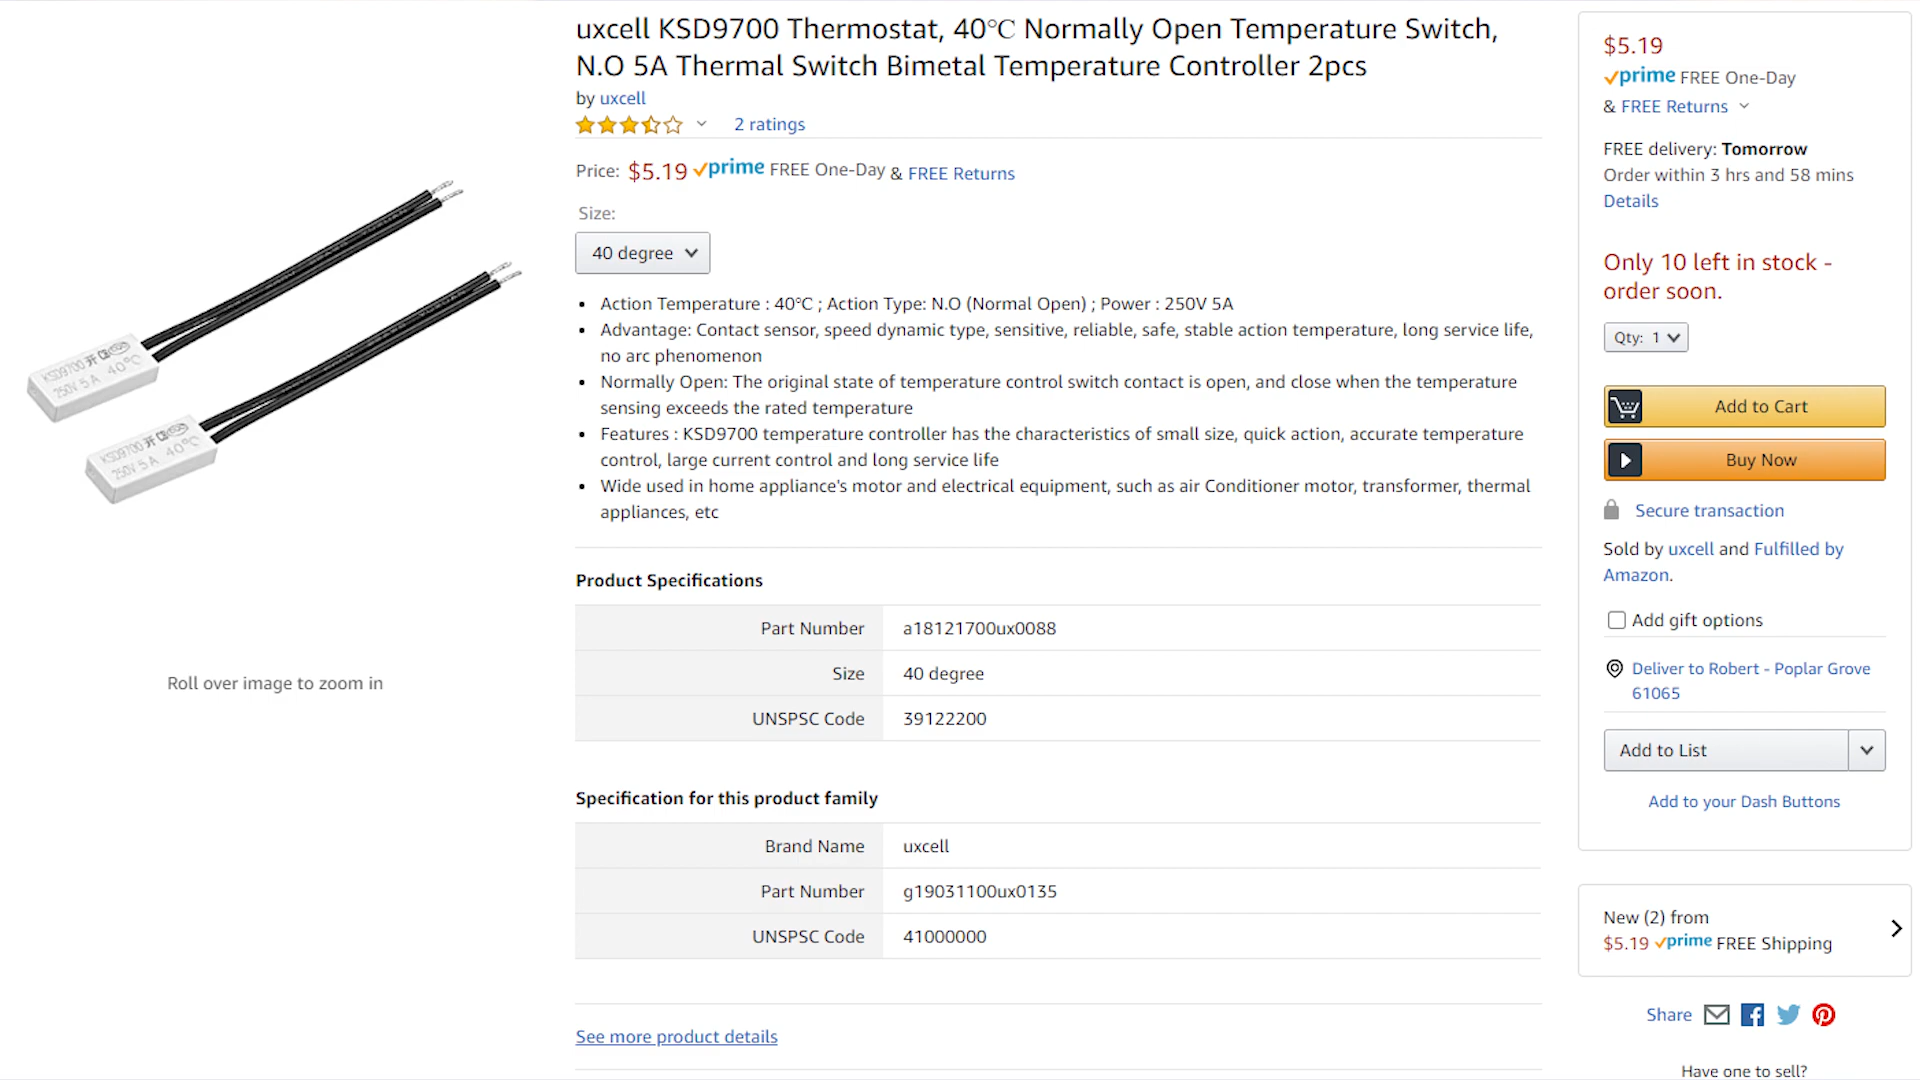 uxcell KSD9700 Thermostat, 40℃ Normally Open Temperature Switch,
N.O 5A Thermal Switch Bimetal Temperature Controller 2pcs
by uxcell
2 ratings
Price: $5.19 prime FREE One-Day & FREE Returns
Size:
40 degree
Action Temperature : 40℃ ; Action Type: N.O (Normal Open) ; Power : 250V 5A
Advantage: Contact sensor, speed dynamic type, sensitive, reliable, safe, stable action temperature, long service life,
no arc phenomenon
Normally Open: The original state of temperature control switch contact is open, and close when the temperature
sensing exceeds the rated temperature
Features : KSD9700 temperature controller has the characteristics of small size, quick action, accurate temperature
control, large current control and long service life
Wide used in home appliance's motor and electrical equipment, such as air Conditioner motor, transformer, thermal
appliances, etc
Product Specifications
Part Number a18121700ux0088
Size 40 degree
UNSPSC Code 39122200
Specification for this product family
Brand Name uxcell
Part Number g19031100ux0135
UNSPSC Code 41000000
See more product details
KSD9700
250V 5A 40℃
KSD9700
250V 5A 40℃
Roll over image to zoom in
$5.19
prime FREE One-Day
& FREE Returns
FREE delivery: Tomorrow
Order within 3 hrs and 58 mins
Details
Only 10 left in stock -
order soon.
Qty: 1
Add to Cart
Buy Now
Secure transaction
Sold by uxcell and Fulfilled by
Amazon.
Add gift options
Deliver to Robert - Poplar Grove
61065
Add to List
Add to your Dash Buttons
New (2) from
$5.19 prime FREE Shipping
Share
Have one to sell?